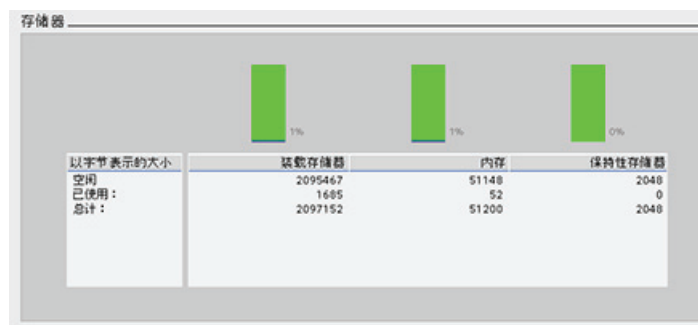 存储器
1% 1% 0%
以字节表示的大小 装载存储器 内存 保持性存储器
空闲 2095467 51148 2048
已使用： 1685 52 0
总计： 2097152 51200 2048